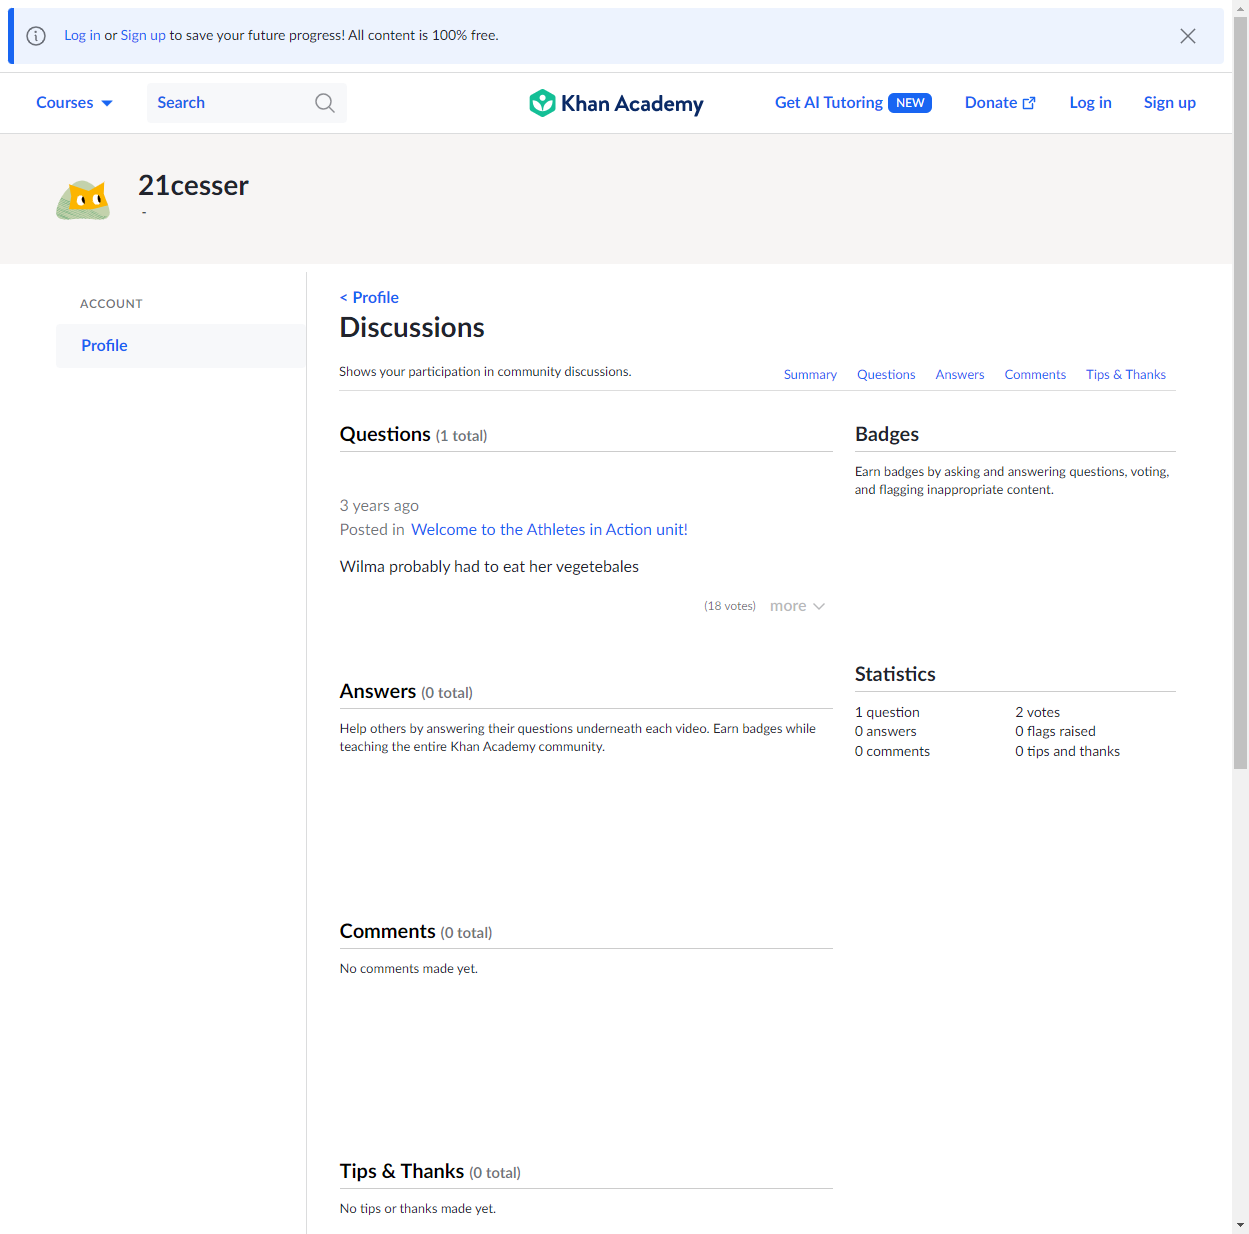 Log in or Sign up to save your future progress! All content is 100% free.
Courses
Search
Khan Academy
Get AI Tutoring NEW
Donate
Log in
Sign up
21cesser
-
ACCOUNT
Profile
< Profile
Discussions
Shows your participation in community discussions.
Summary
Questions
Answers
Comments
Tips & Thanks
Questions (1 total)
3 years ago
Posted in Welcome to the Athletes in Action unit!
Wilma probably had to eat her vegetebales
(18 votes) more
Answers (0 total)
Help others by answering their questions underneath each video. Earn badges while
teaching the entire Khan Academy community.
Comments (0 total)
No comments made yet.
Tips & Thanks (0 total)
No tips or thanks made yet.
Badges
Earn badges by asking and answering questions, voting,
and flagging inappropriate content.
Statistics
1 question
2 votes
0 answers
0 flags raised
0 comments
0 tips and thanks